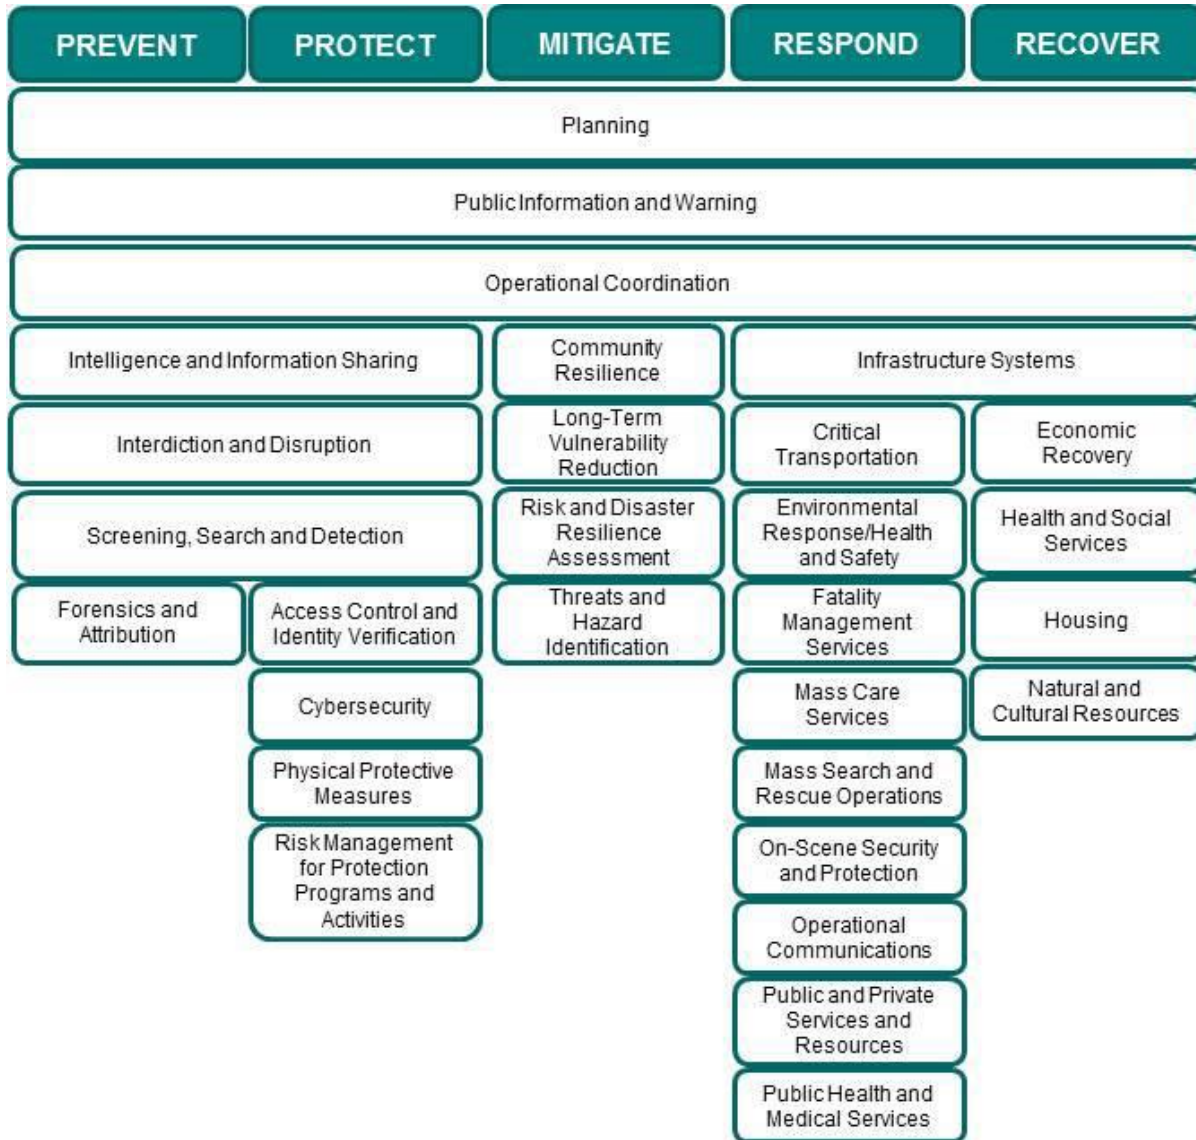 PREVENT
PROTECT
MITIGATE
RESPOND
RECOVER
Planning
Public Information and Warning
Operational Coordination
Intelligence and Information Sharing
Community
Resilience
Infrastructure Systems
Interdiction and Disruption
Long-Term
Vulnerability
Reduction
Critical
Transportation
Economic
Recovery
Screening, Search and Detection
Risk and Disaster
Resilience
Assessment
Environmental
Response/Health
and Safety
Health and Social
Services
Forensics and
Attribution
Access Control and
Identity Verification
Threats and
Hazard
Identification
Fatality
Management
Services
Housing
Cybersecurity
Mass Care
Services
Natural and
Cultural Resources
Physical Protective
Measures
Mass Search and
Rescue Operations
Risk Management
for Protection
Programs and
Activities
On-Scene Security
and Protection
Operational
Communications
Public and Private
Services and
Resources
Public Health and
Medical Services